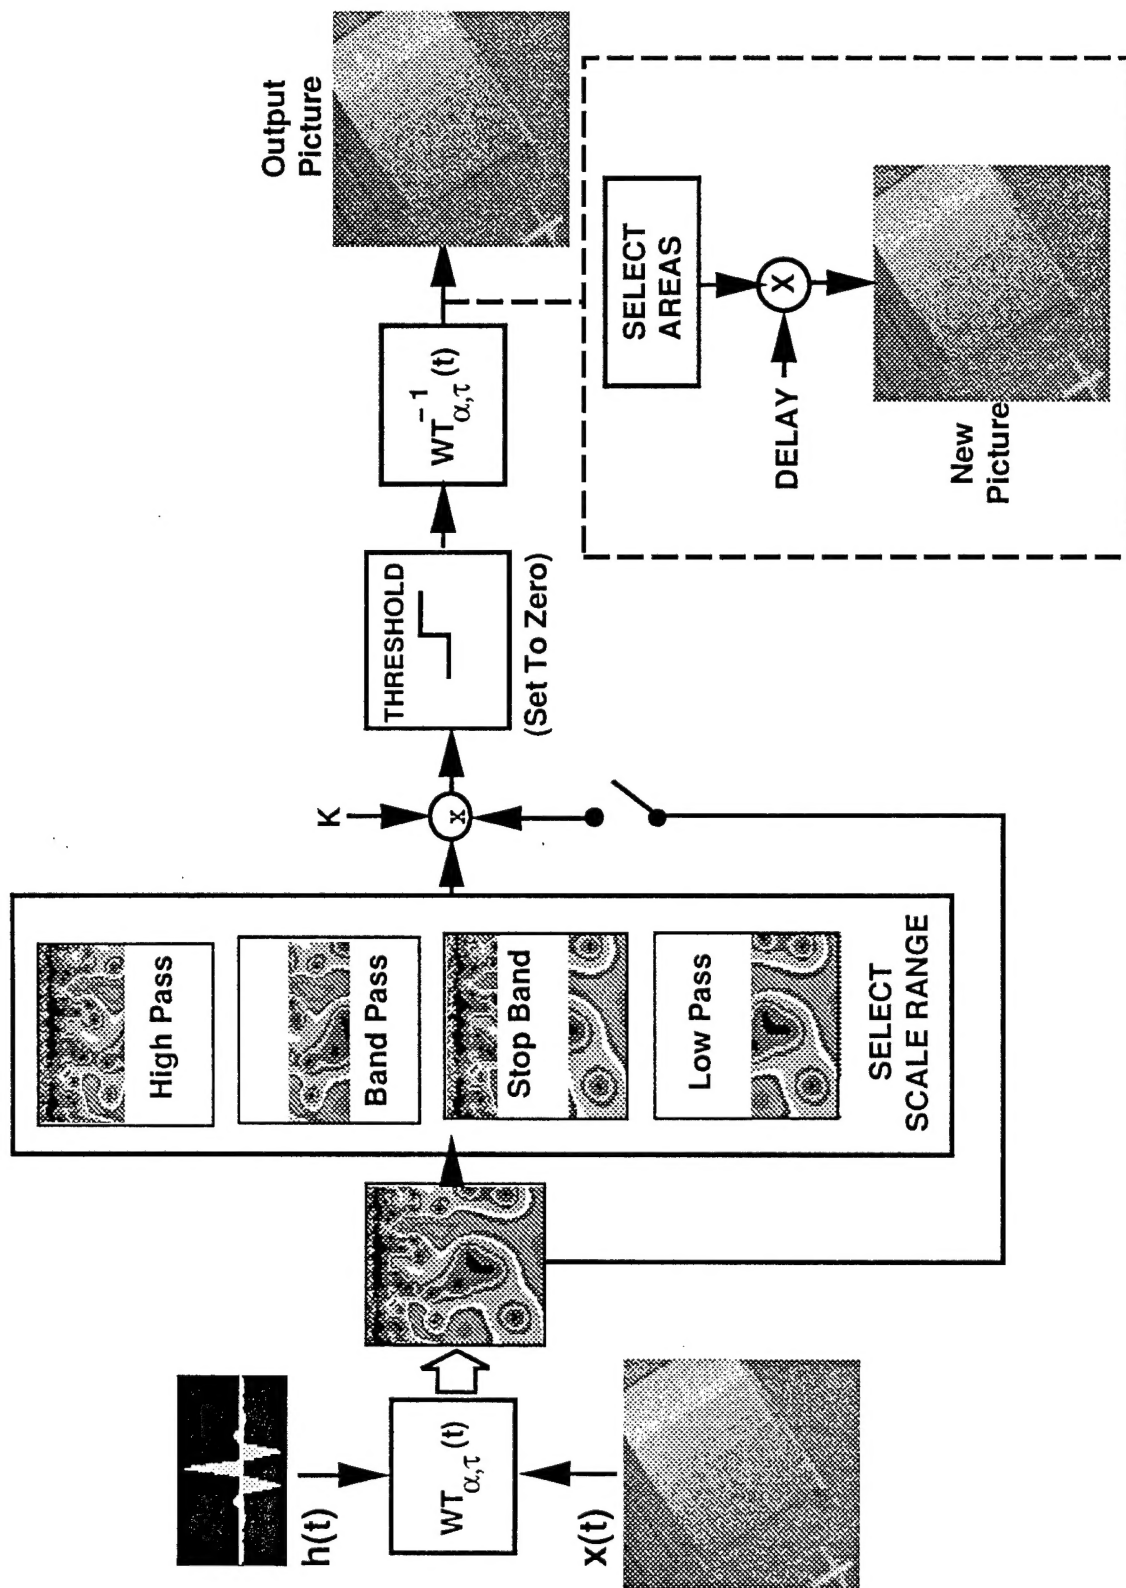 h(t)
WT α,τ (t)
x(t)
High Pass
Band Pass
Stop Band
Low Pass
SELECT
SCALE RANGE
K
x
THRESHOLD
(Set To Zero)
WT -1 α,τ (t)
Output
Picture
SELECT
AREAS
DELAY
X
New
Picture